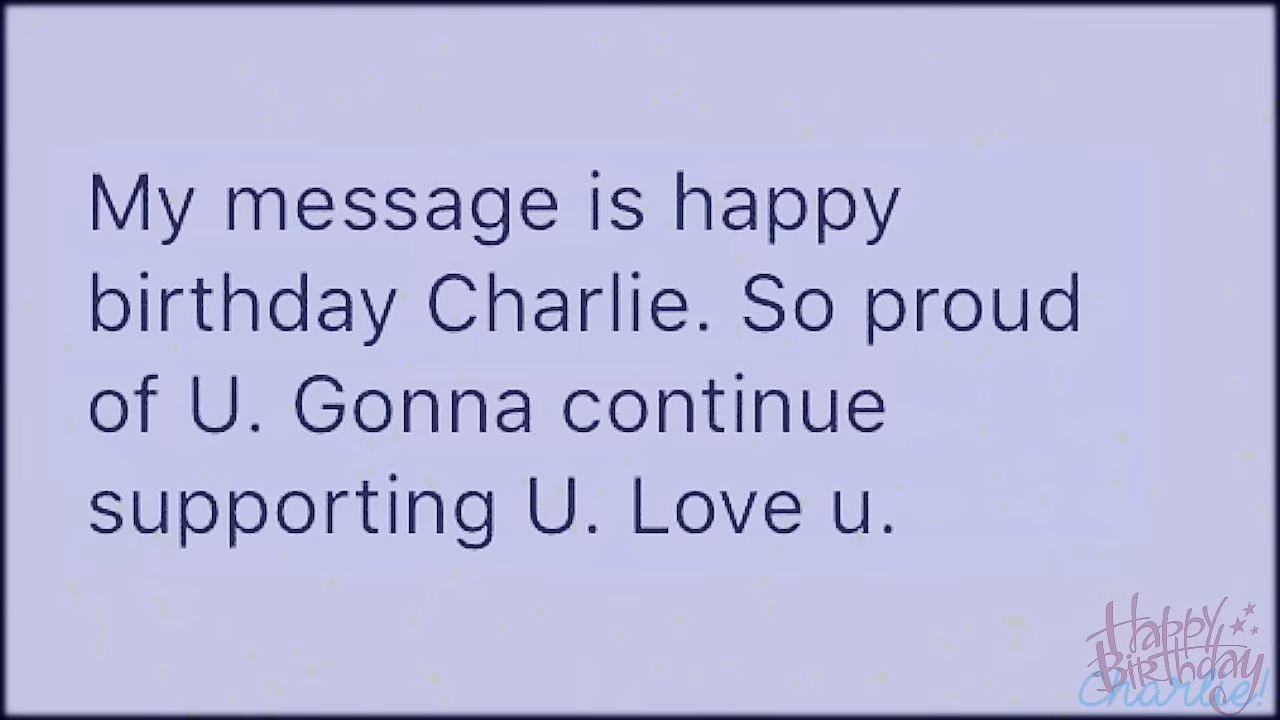 My message is happy
birthday Charlie. So proud
of U. Gonna continue
supporting U. Love u.
Happy
Birthday
Charlie!